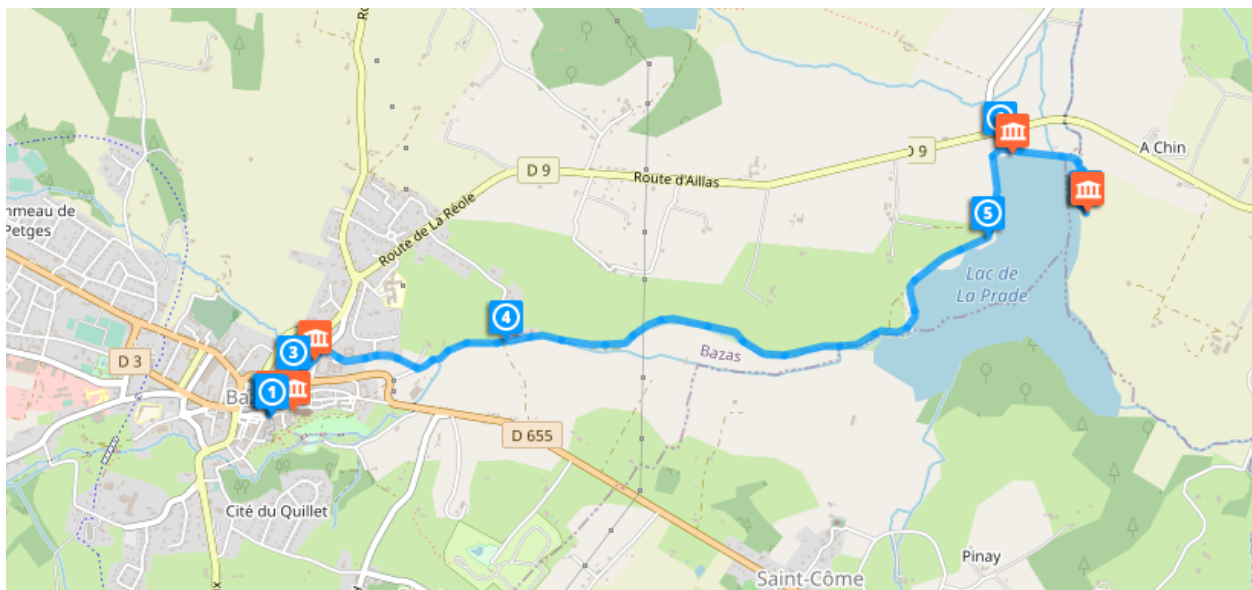 D 9
D 9
A Chin
Route d'Aillas
mmeau de
Petges
Route de La Réole
5
Lac de
La Prade
4
3
Bazas
D 3
1
D 655
Cité du Quillet
Pinay
Saint-Côme